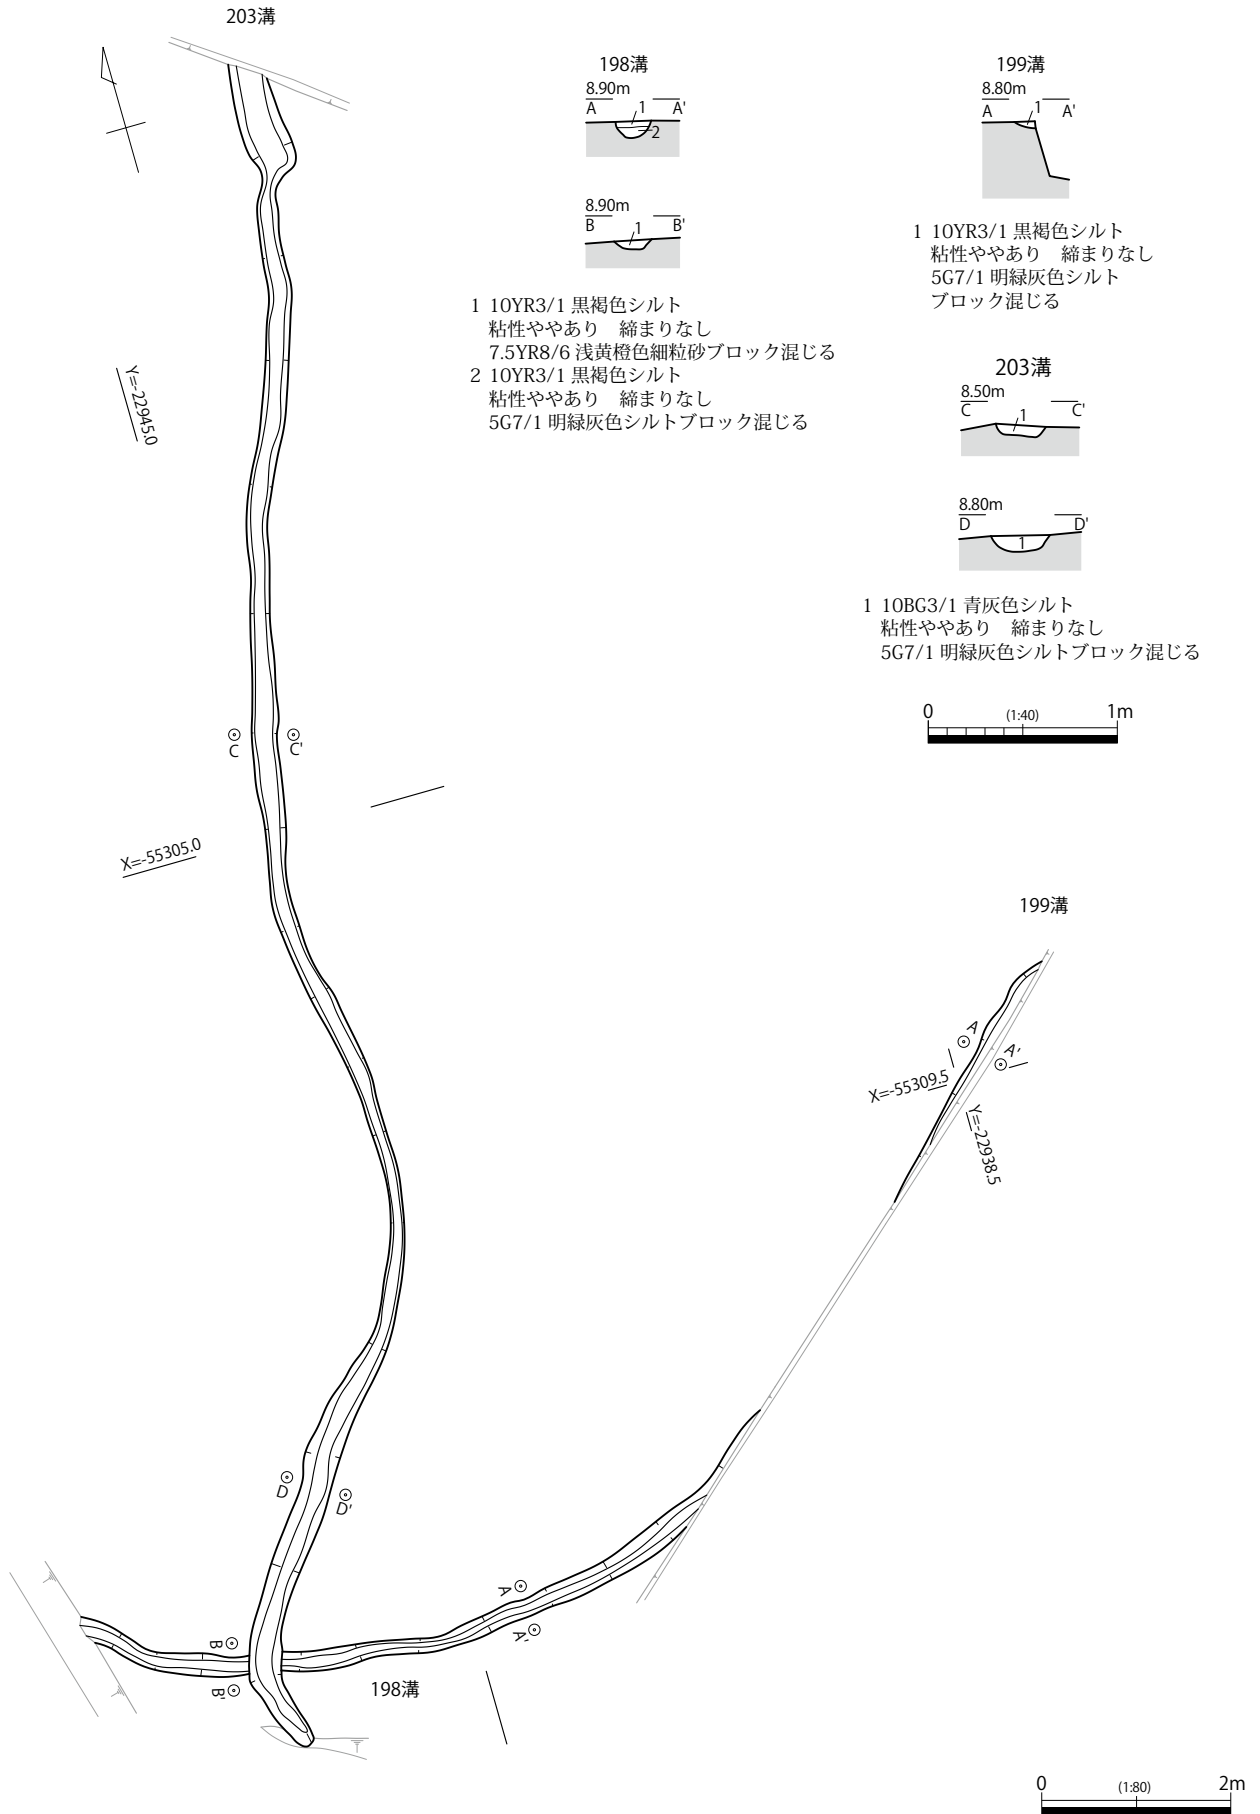 203溝
198溝
8.90m
A A'
1
2
8.90m
B B'
1
1 10YR3/1 黒褐色シルト
粘性ややあり 締まりなし
7.5YR8/6 浅黄橙色細粒砂ブロック混じる
2 10YR3/1 黒褐色シルト
粘性ややあり 締まりなし
5G7/1 明緑灰色シルトブロック混じる
199溝
8.80m
A A'
1
1 10YR3/1 黒褐色シルト
粘性ややあり 締まりなし
5G7/1 明緑灰色シルト
ブロック混じる
203溝
8.50m
C C'
1
8.80m
D D'
1
1 10BG3/1 青灰色シルト
粘性ややあり 締まりなし
5G7/1 明緑灰色シルトブロック混じる
0 (1:40) 1m
Y=-22945.0
C C'
X=-55305.0
199溝
A
A'
X=-55309.5
Y=-22938.5
D
D'
A
A'
B
B'
198溝
0 (1:80) 2m